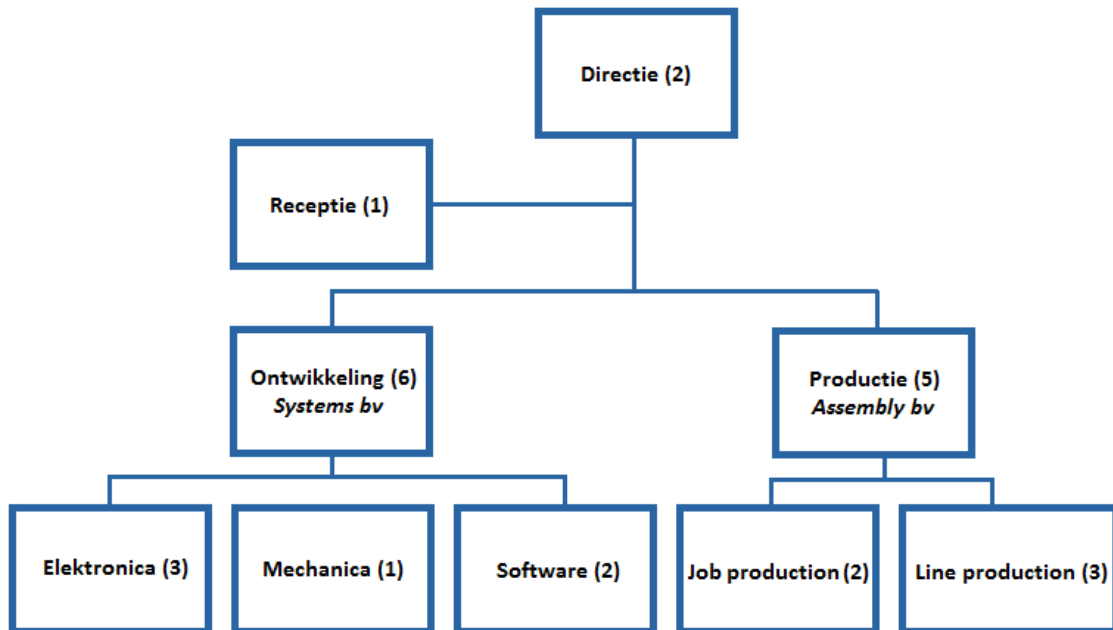 Directie (2)
Receptie (1)
Ontwikkeling (6)
Systems bv
Productie (5)
Assembly bv
Elektronica (3)
Mechanica (1)
Software (2)
Job production (2)
Line production (3)